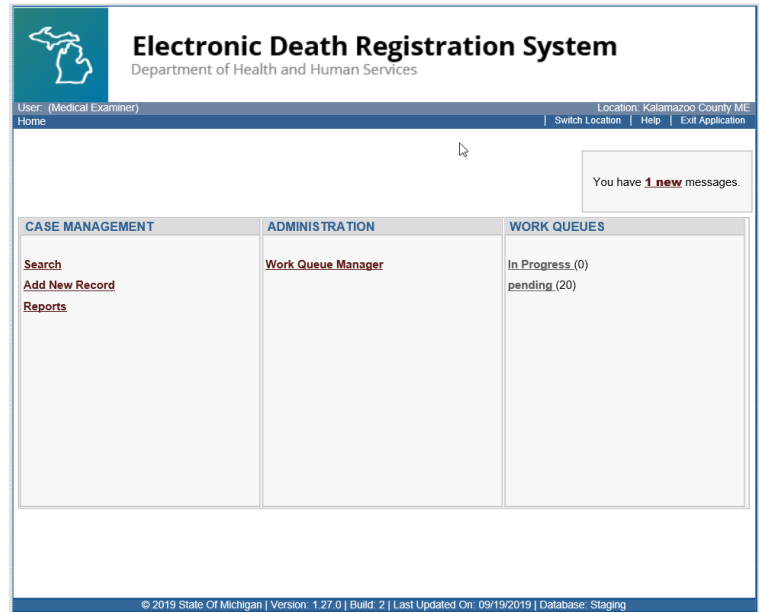 Electronic Death Registration System
Department of Health and Human Services
User: (Medical Examiner) Location: Kalamazoo County ME
Home | Switch Location | Help | Exit Application
You have 1 new messages.
CASE MANAGEMENT ADMINISTRATION WORK QUEUES
Search Work Queue Manager In Progress (0)
Add New Record pending (20)
Reports
© 2019 State Of Michigan | Version: 1.27.0 | Build: 2 | Last Updated On: 09/19/2019 | Database: Staging